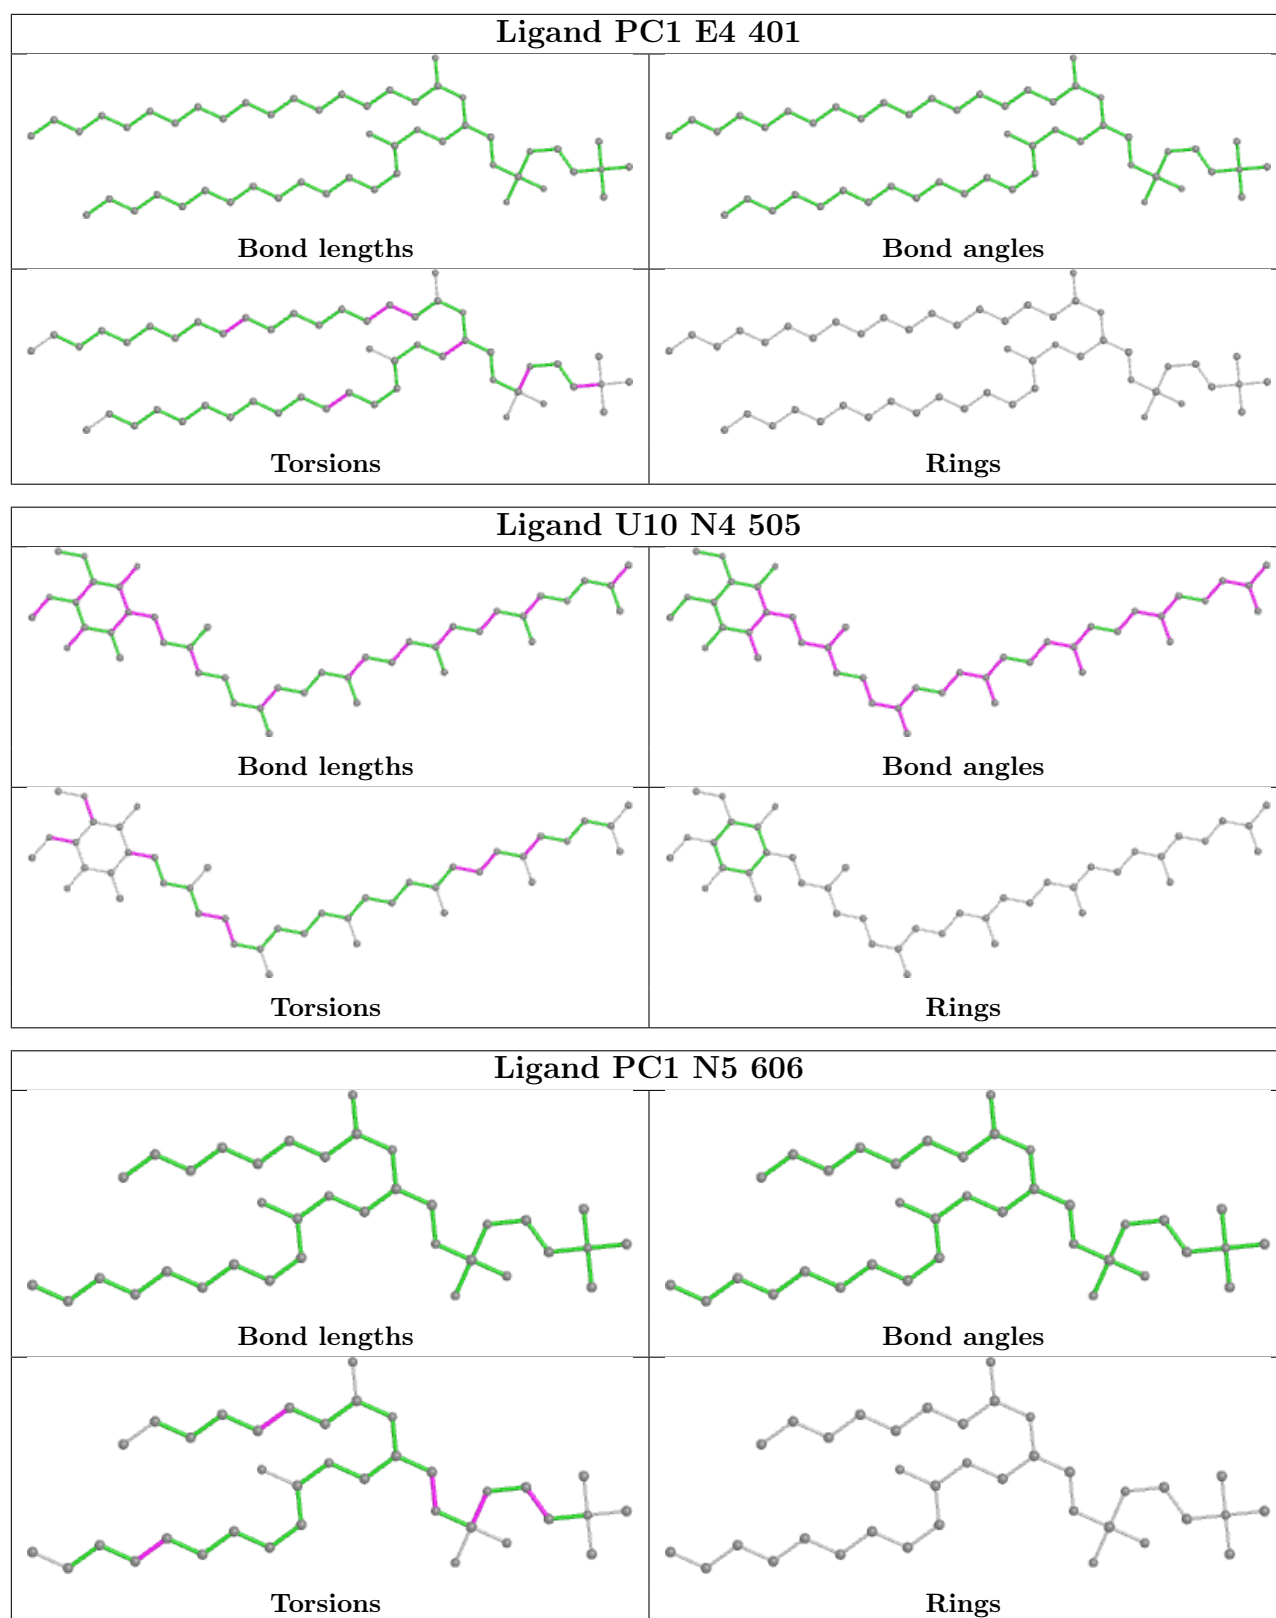 Ligand PC1 E4 401
Bond lengths
Bond angles
Torsions
Rings
Ligand U10 N4 505
Bond lengths
Bond angles
Torsions
Rings
Ligand PC1 N5 606
Bond lengths
Bond angles
Torsions
Rings